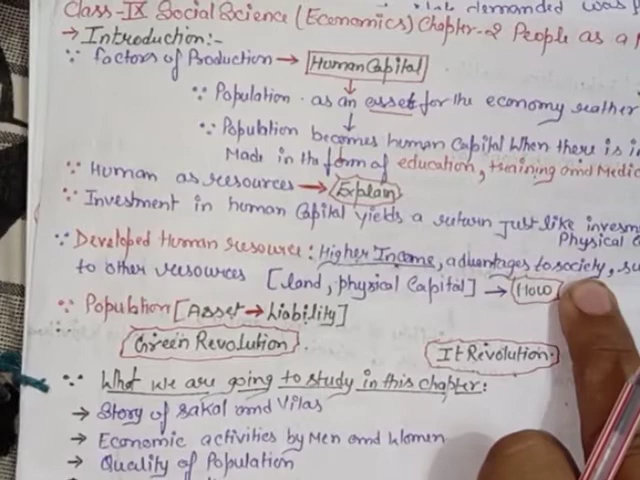 demanded was
Class-IX Social Science (Economics) Chapter-2 People as a
→ Introduction:-
∵ factors of Production → Human Capital
∵ Population as an asset for the economy reather
∵ Population becomes human Capital When there is
Made in the form of education, training and Medic
∵ Human as resources → Explain
∵ Investment in human Capital yields a return Just like invesm
Physical
∵ Developed Human resource: Higher Income, advantages to society, su
to other resources [land, physical Capital] → How
∵ Population [Asset → Liability]
Green Revolution.
It Revolution.
∵ What we are going to study in this chapter:
→ Story of Sakal and Vilas
→ Economic activities by Men and Women
→ Quality of Population